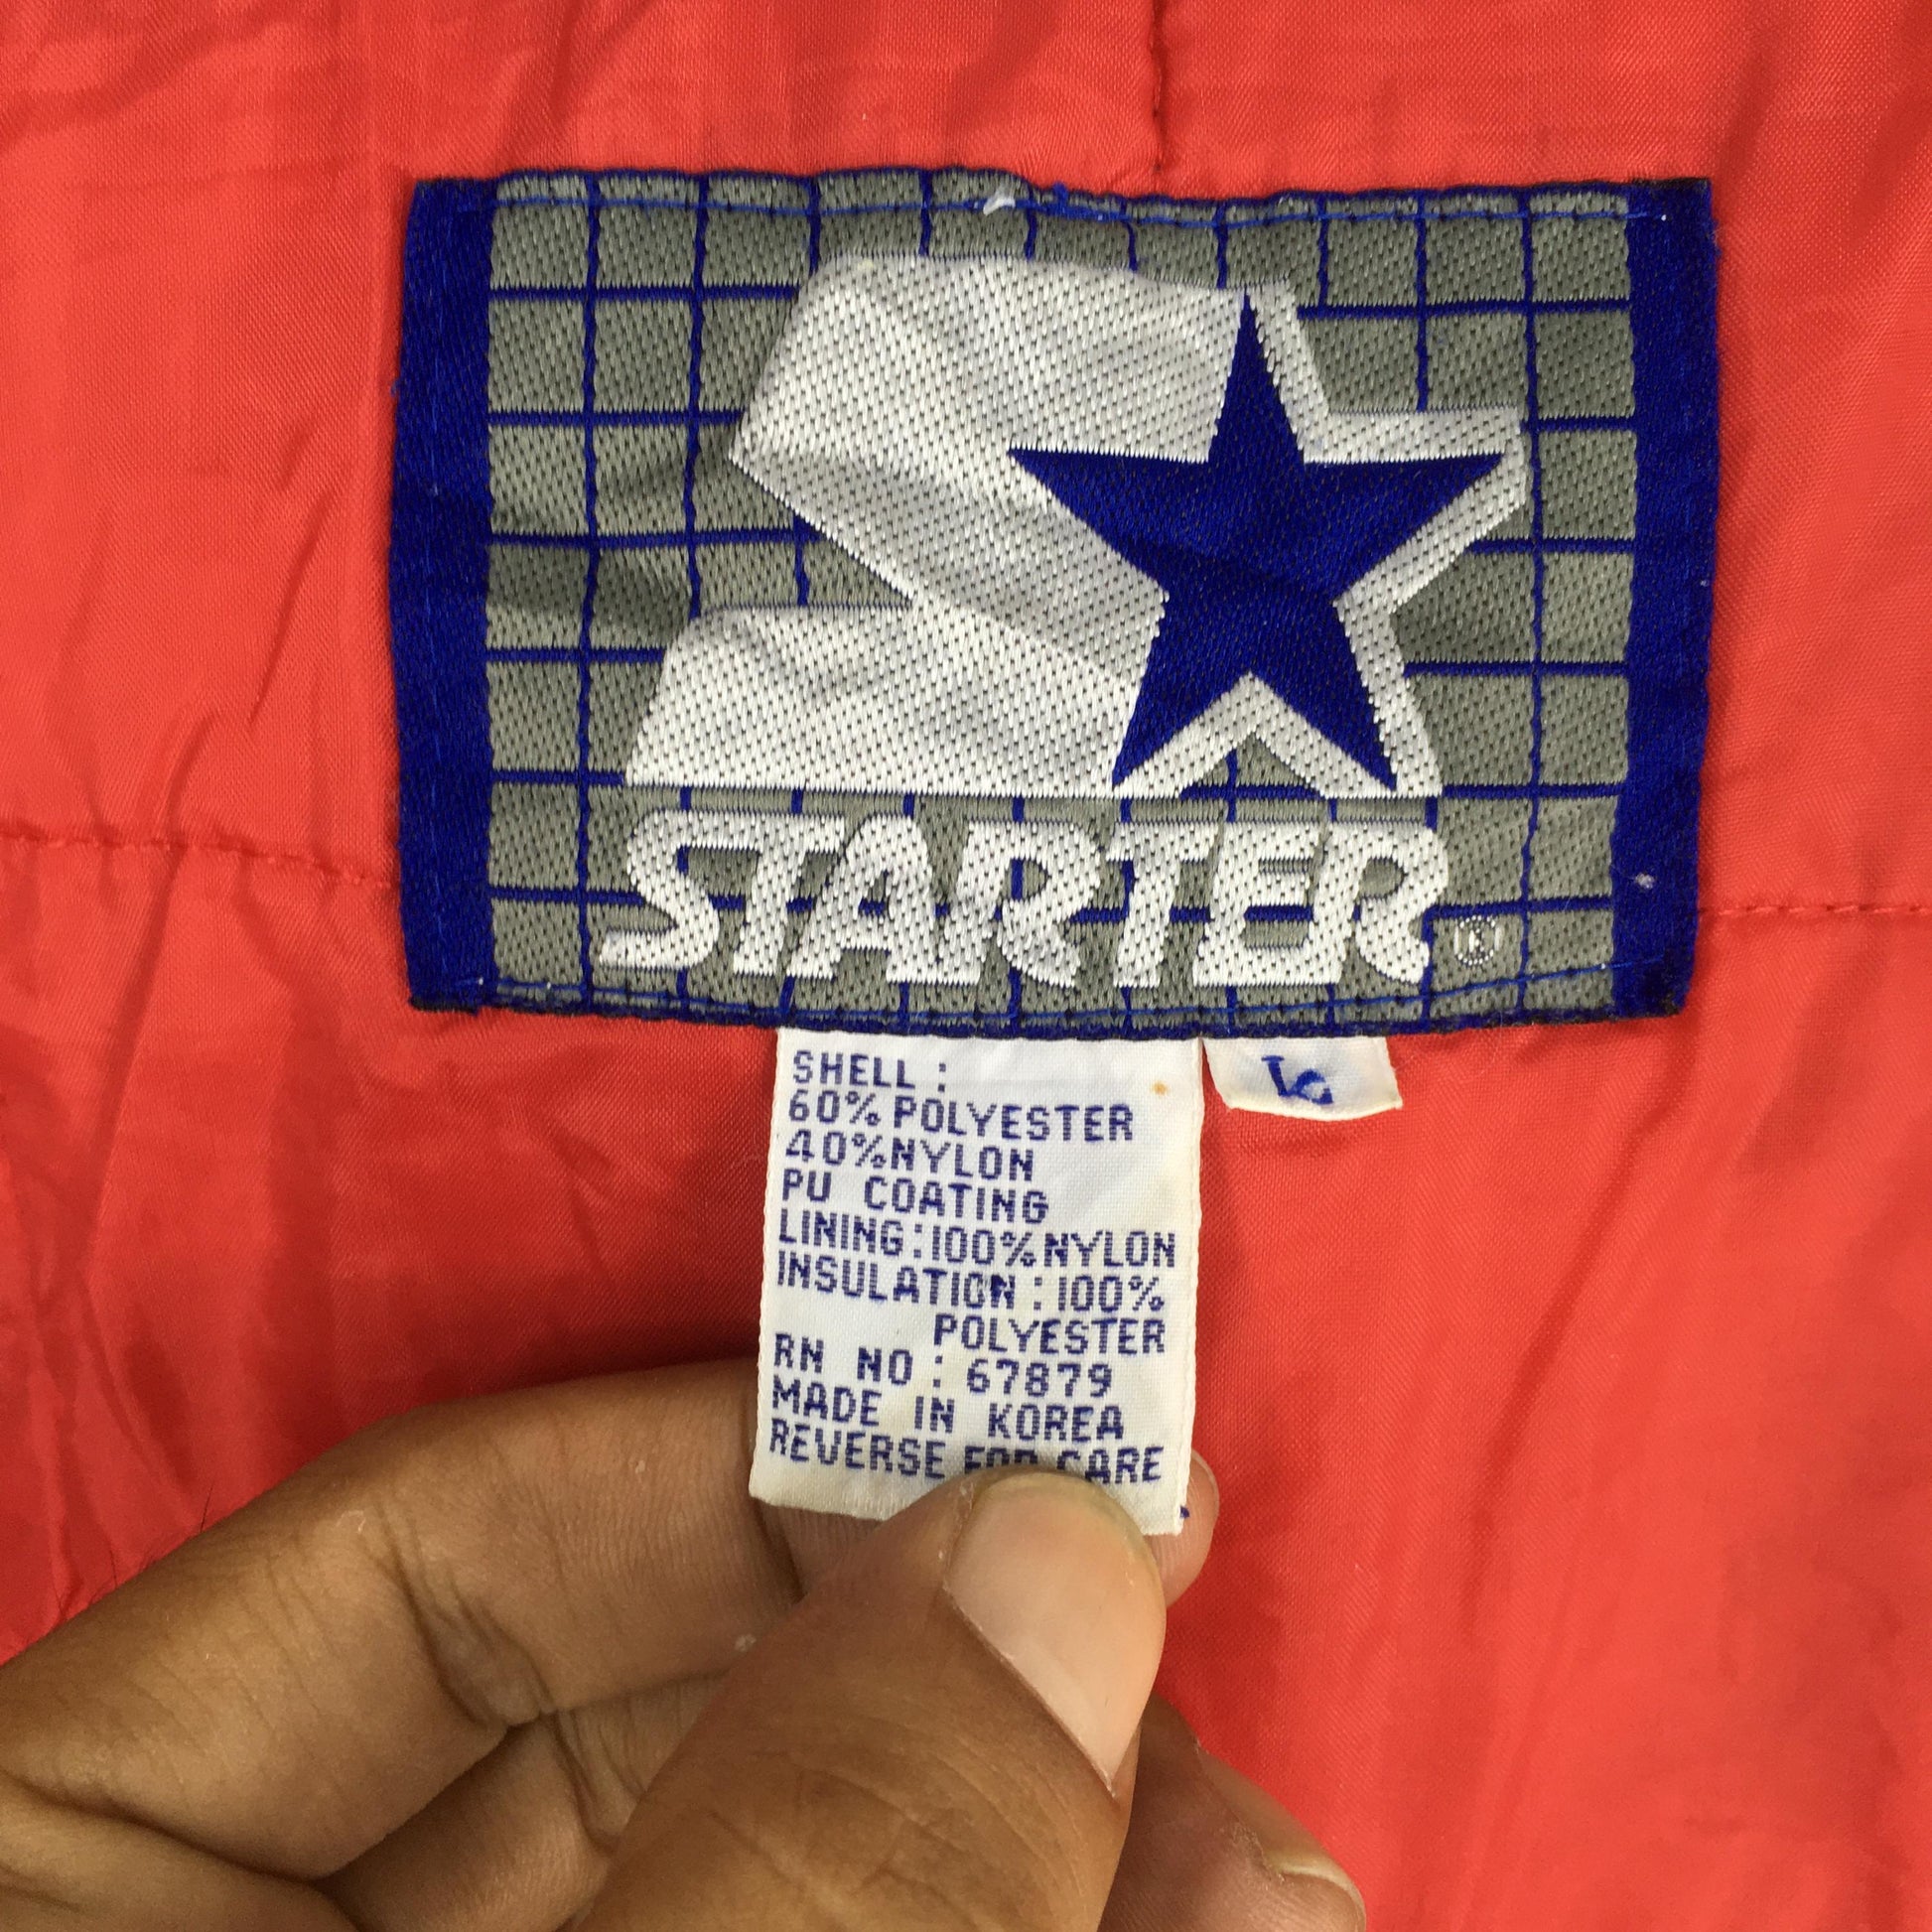 STARTER®
SHELL :
60% POLYESTER
40%NYLON
PU COATING
LINING:100%NYLON
INSULATION:100%
POLYESTER
RN NO:67879
MADE IN KOREA
REVERSE FOR CARE